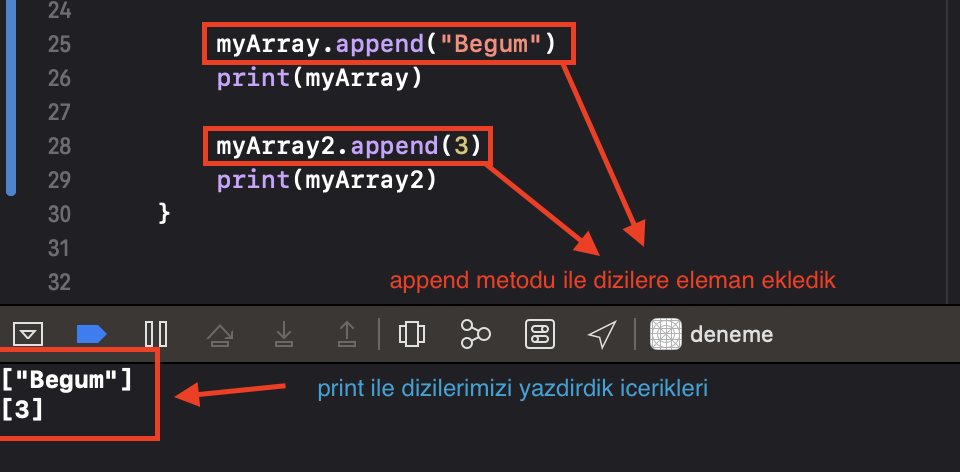 24
25 myArray.append("Begum")
26 print(myArray)
27
28 myArray2.append(3)
29 print(myArray2)
30 }
31
32
append metodu ile dizilere eleman ekledik
deneme
["Begum"]
[3]
print ile dizilerimizi yazdirdik icerikleri